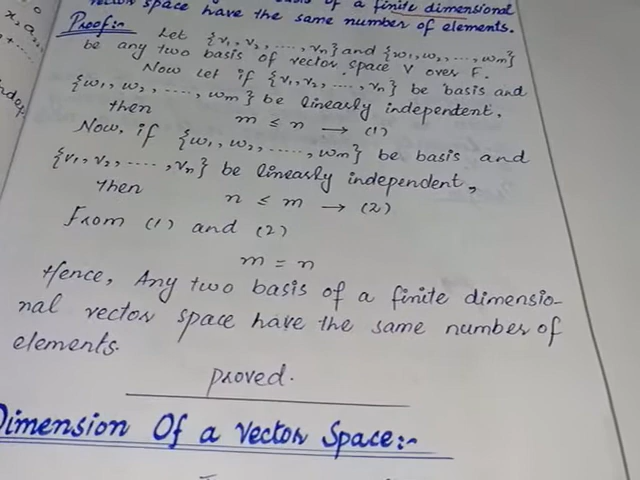 of a finite dimensional
vector space have the same number of elements.
Proof:-
Let {v₁, v₂, ...., vₙ} and {w₁, w₂, ..., wm}
be any two basis of vector space V over F.
Now let if {v₁, v₂, ...., vₙ} be basis and
{w₁, w₂, ...., wm} be linearly independent.
then m ≤ n → (1)
Now, if {w₁, w₂, ....., wm} be basis and
{v₁, v₂, ...., vₙ} be linearly independent,
then n ≤ m → (2)
From (1) and (2)
m = n
Hence, Any two basis of a finite dimensio-
nal vector space have the same number of
elements.
proved.
Dimension Of a Vector Space:-